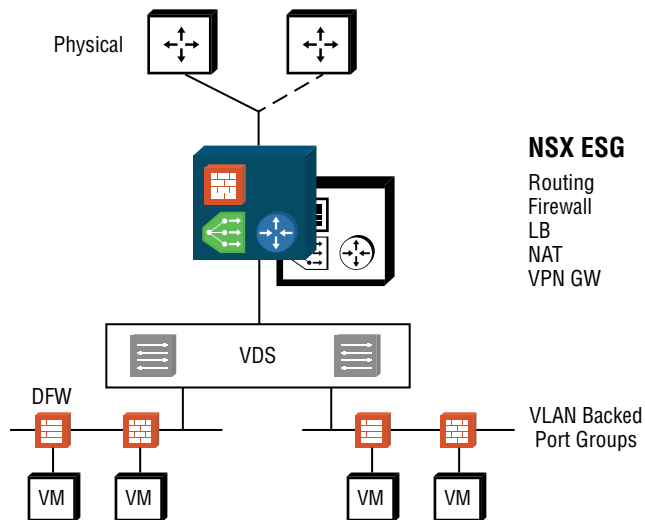 Physical
NSX ESG
Routing
Firewall
LB
NAT
VPN GW
VDS
DFW
VLAN Backed
Port Groups
VM
VM
VM
VM